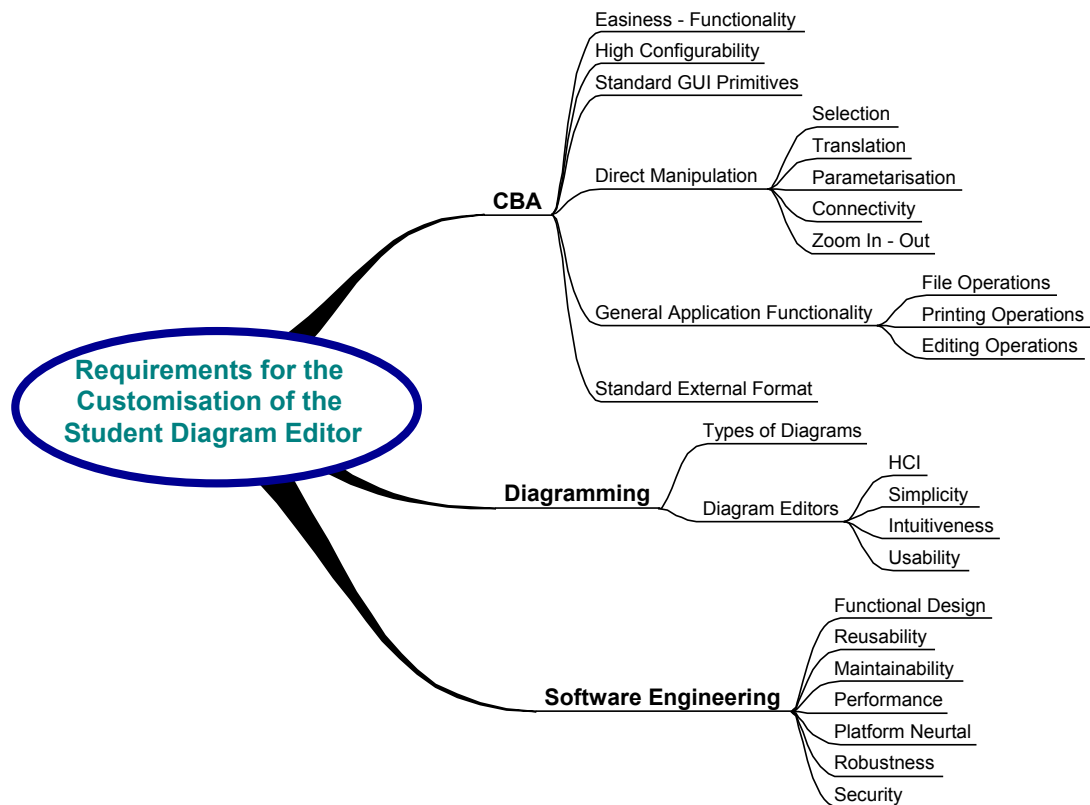 Requirements for the
Customisation of the
Student Diagram Editor
CBA
Easiness - Functionality
High Configurability
Standard GUI Primitives
Direct Manipulation
Selection
Translation
Parametarisation
Connectivity
Zoom In - Out
General Application Functionality
File Operations
Printing Operations
Editing Operations
Standard External Format
Diagramming
Types of Diagrams
Diagram Editors
HCI
Simplicity
Intuitiveness
Usability
Software Engineering
Functional Design
Reusability
Maintainability
Performance
Platform Neurtal
Robustness
Security